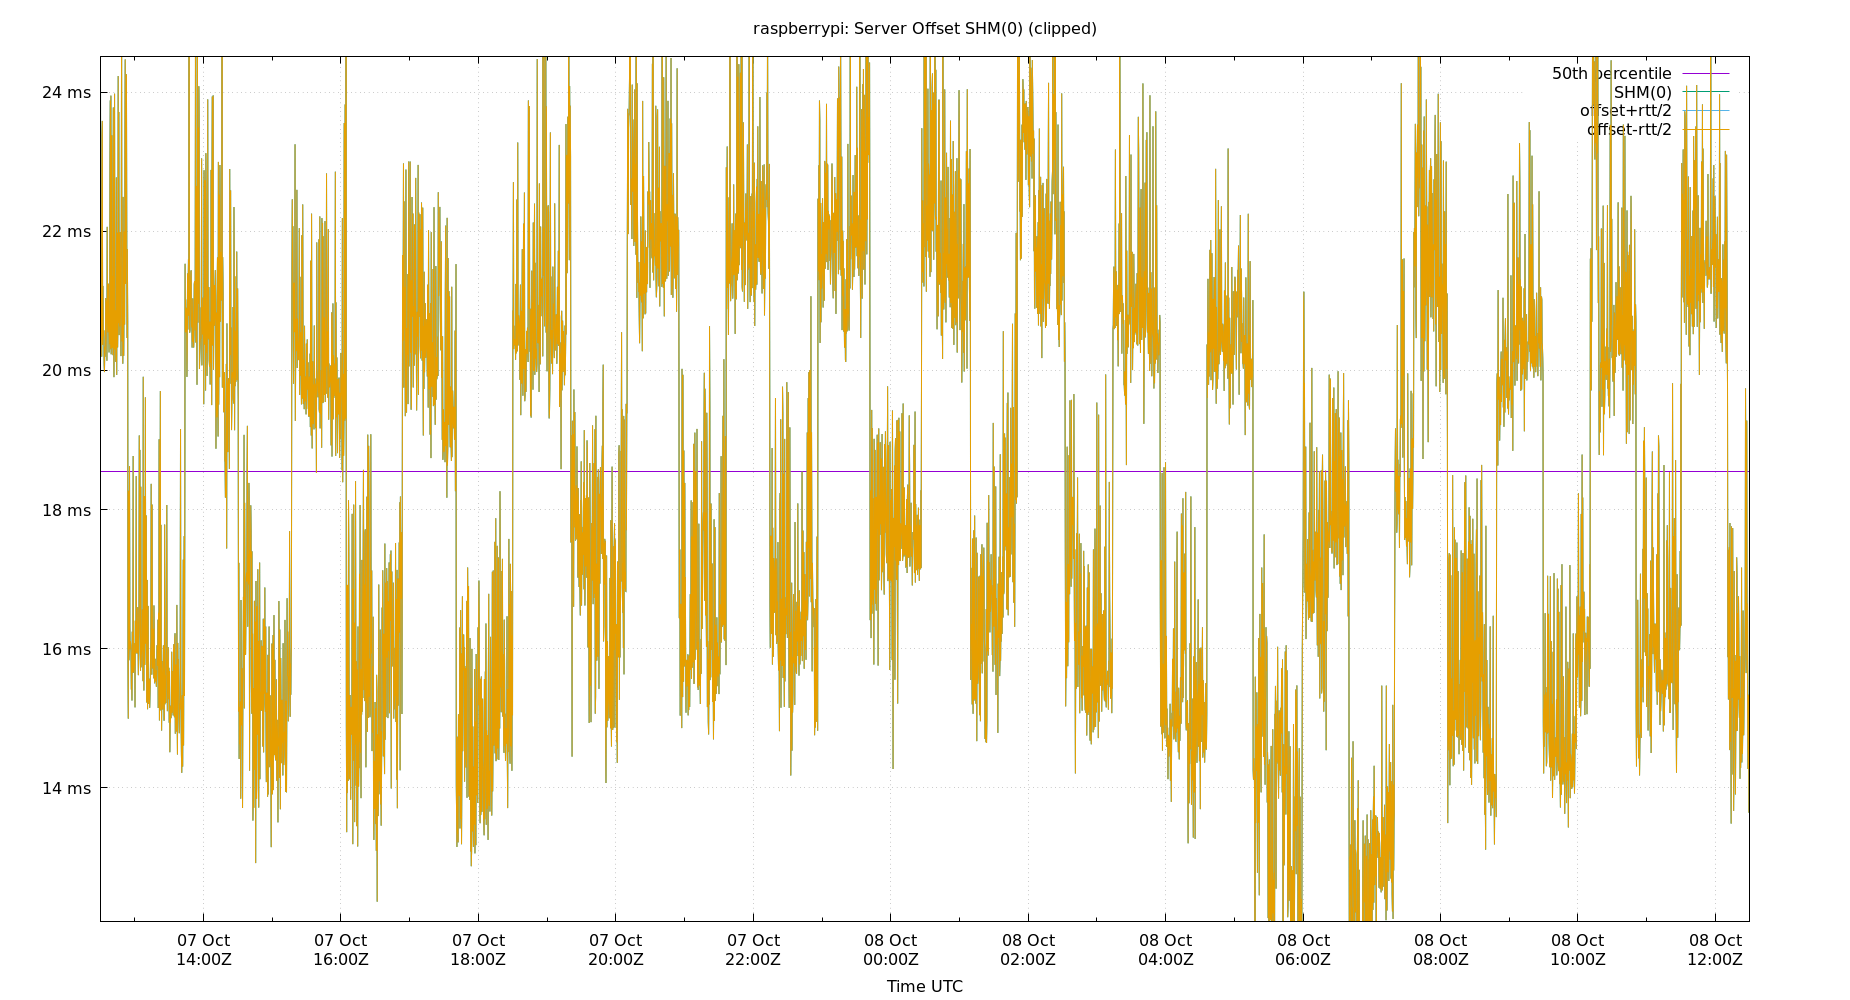 raspberrypi: Server Offset SHM(0) (clipped)
24 ms
22 ms
20 ms
18 ms
16 ms
14 ms
50th percentile
SHM(0)
offset+rtt/2
offset-rtt/2
07 Oct 07 Oct 07 Oct 07 Oct 07 Oct 08 Oct 08 Oct 08 Oct 08 Oct 08 Oct 08 Oct 08 Oct
14:00Z 16:00Z 18:00Z 20:00Z 22:00Z 00:00Z 02:00Z 04:00Z 06:00Z 08:00Z 10:00Z 12:00Z
Time UTC